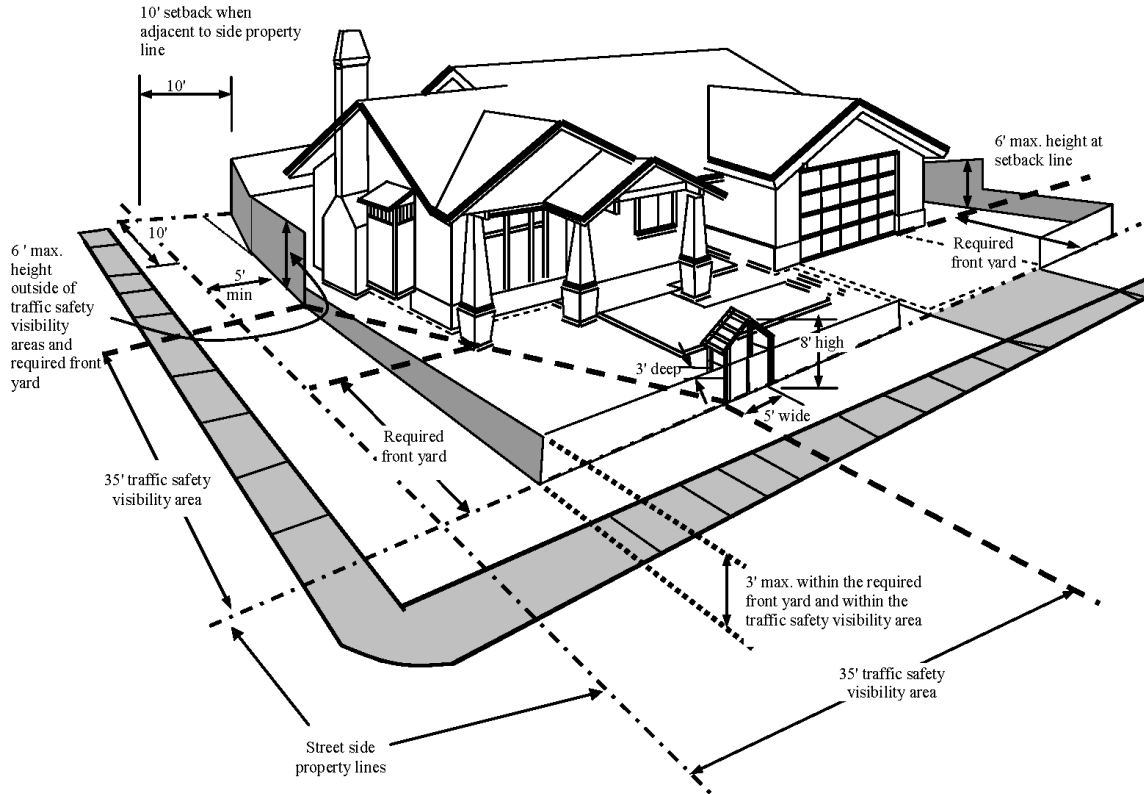 10' setback when
adjacent to side property
line
10'
6' max. height at
setback line
10'
5'
min
6 ' max.
height
outside of
traffic safety
visibility
areas and
required front
yard
Required
front yard
8' high
3' deep
5' wide
Required
front yard
35' traffic safety
visibility area
3' max. within the required
front yard and within the
traffic safety visibility area
35' traffic safety
visibility area
Street side
property lines